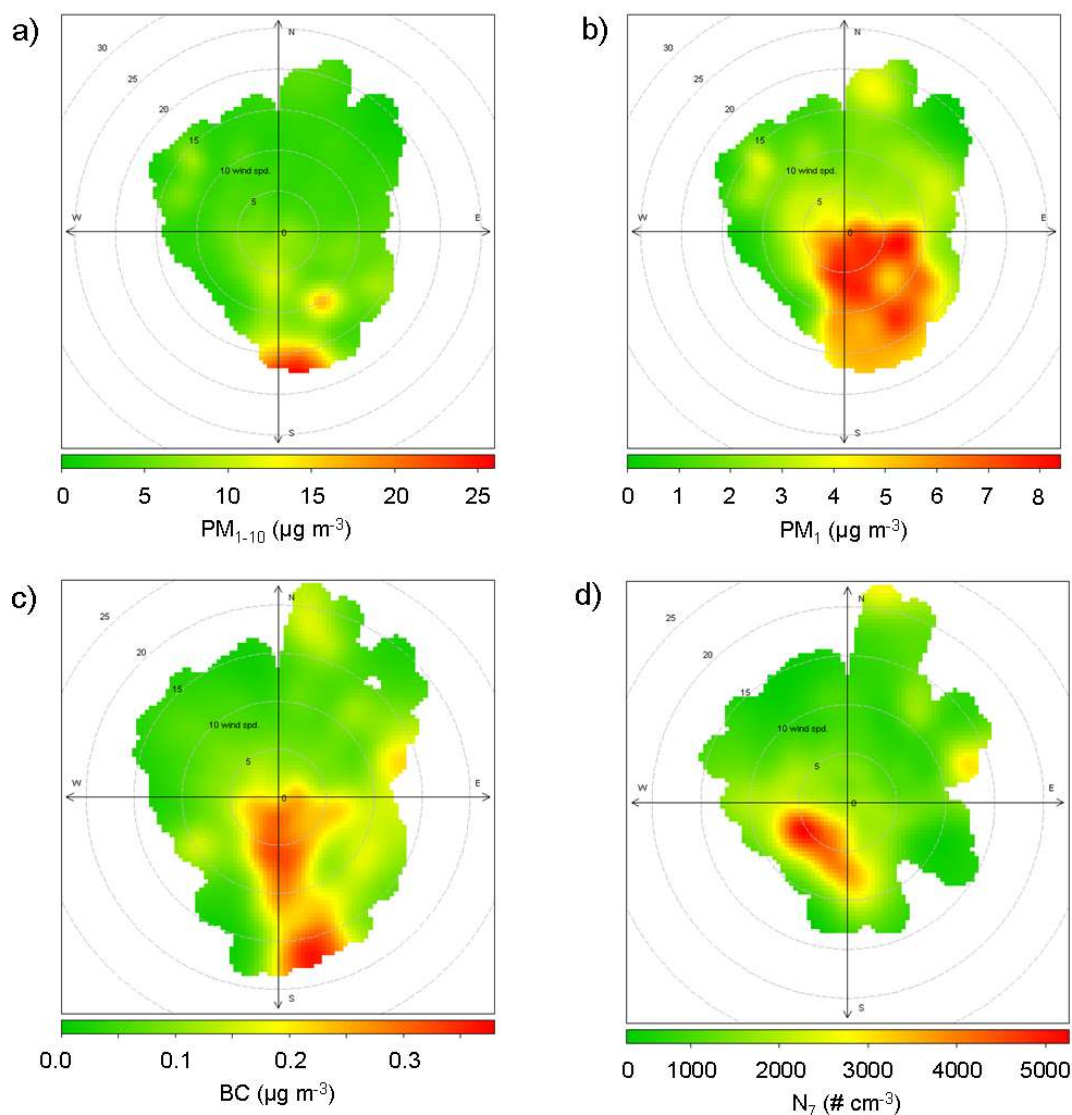 a)
N
30
25
20
15
10 wind spd.
5
W
0
E
S
0 5 10 15 20 25
PM₁₋₁₀ (µg m⁻³)
b)
N
30
25
20
15
10 wind spd.
5
W
0
E
S
0 1 2 3 4 5 6 7 8
PM₁ (µg m⁻³)
c)
N
25
20
15
10 wind spd.
5
W
0
E
S
0.0 0.1 0.2 0.3
BC (µg m⁻³)
d)
N
25
20
15
10 wind spd.
5
W
0
E
S
0 1000 2000 3000 4000 5000
N₇ (# cm⁻³)